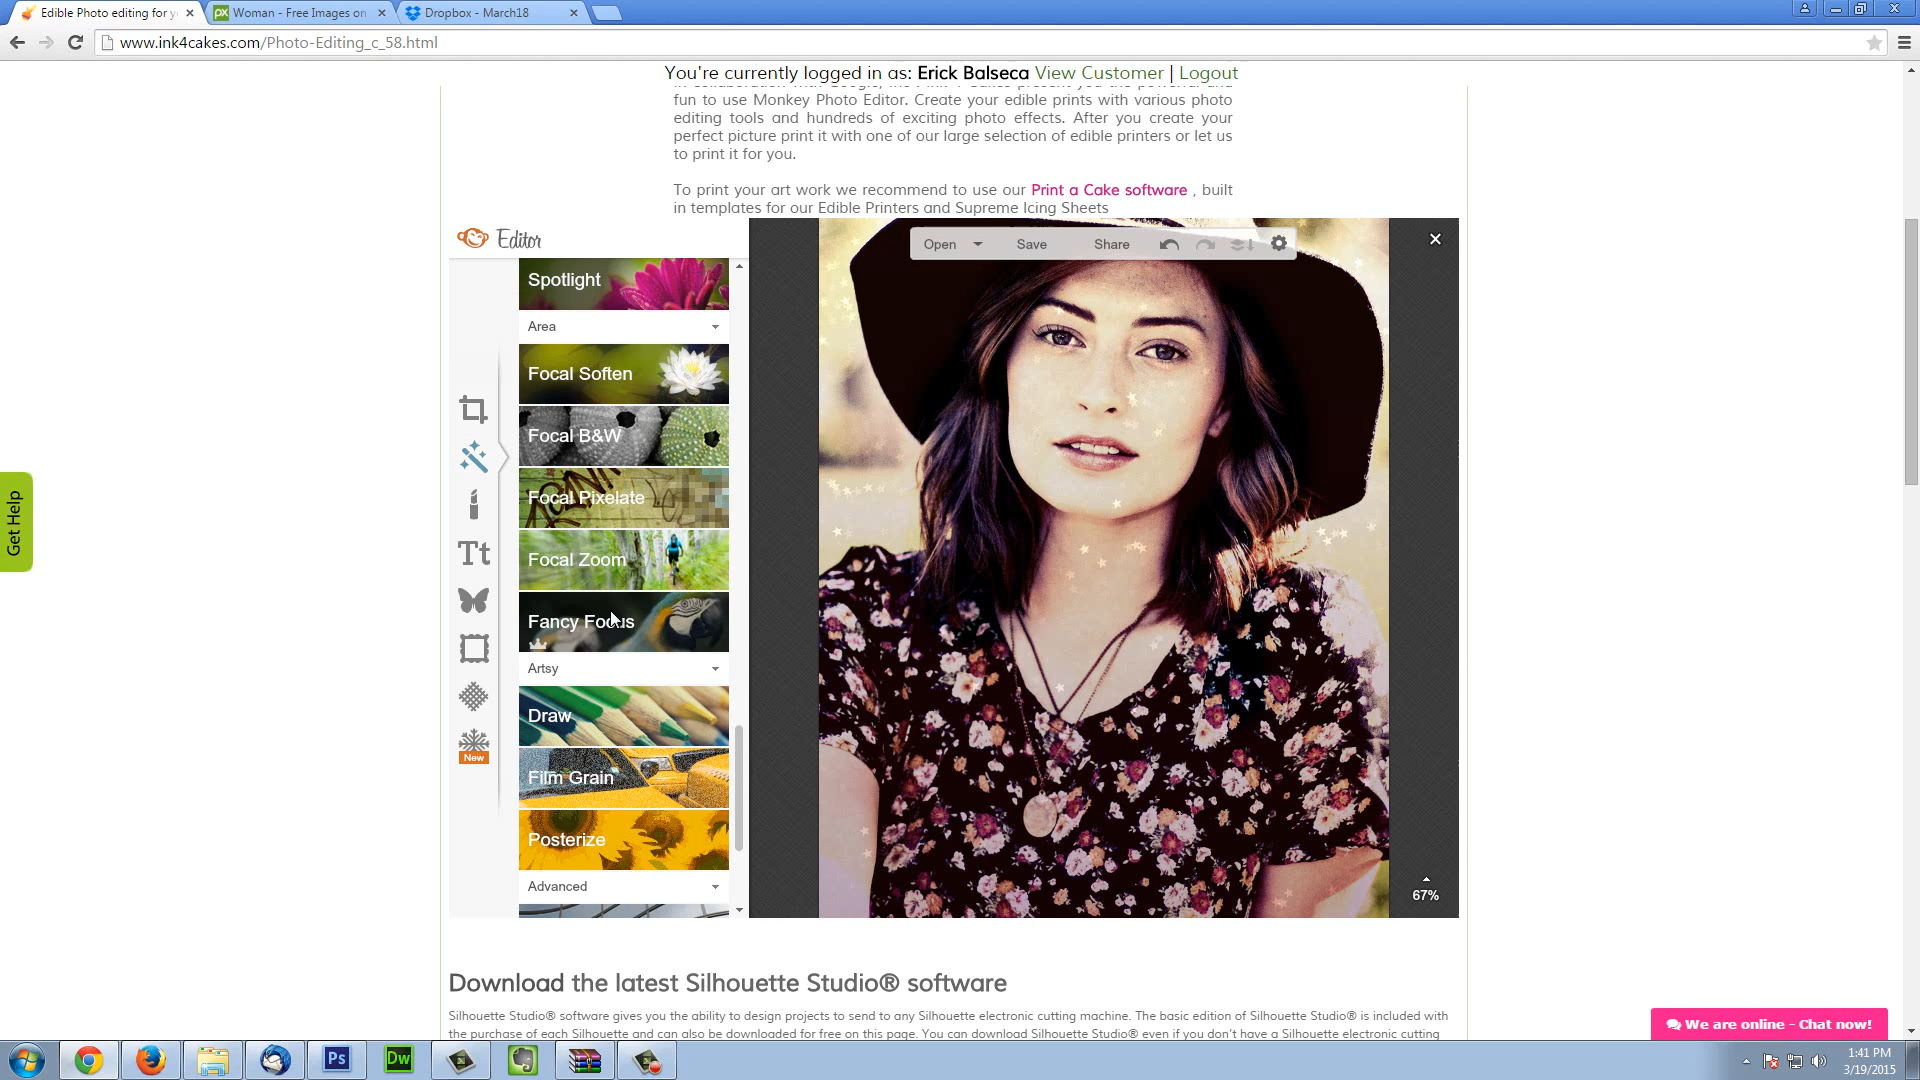 Edible Photo editing for y
Woman - Free Images on
Dropbox - March18
www.ink4cakes.com/Photo-Editing_c_58.html
You're currently logged in as: Erick Balseca View Customer | Logout
fun to use Monkey Photo Editor. Create your edible prints with various photo
editing tools and hundreds of exciting photo effects. After you create your
perfect picture print it with one of our large selection of edible printers or let us
to print it for you.
To print your art work we recommend to use our Print a Cake software , built
in templates for our Edible Printers and Supreme Icing Sheets
Editor
Open Save Share
Spotlight
Area
Focal Soften
Focal B&W
Focal Pixelate
Focal Zoom
Fancy Focus
Artsy
Draw
Film Grain
Posterize
Advanced
Tt
New
67%
Get Help
Download the latest Silhouette Studio® software
Silhouette Studio® software gives you the ability to design projects to send to any Silhouette electronic cutting machine. The basic edition of Silhouette Studio® is included with
the purchase of each Silhouette and can also be downloaded for free on this page. You can download Silhouette Studio® even if you don't have a Silhouette electronic cutting
We are online - Chat now!
Ps
Dw
1:41 PM
3/19/2015